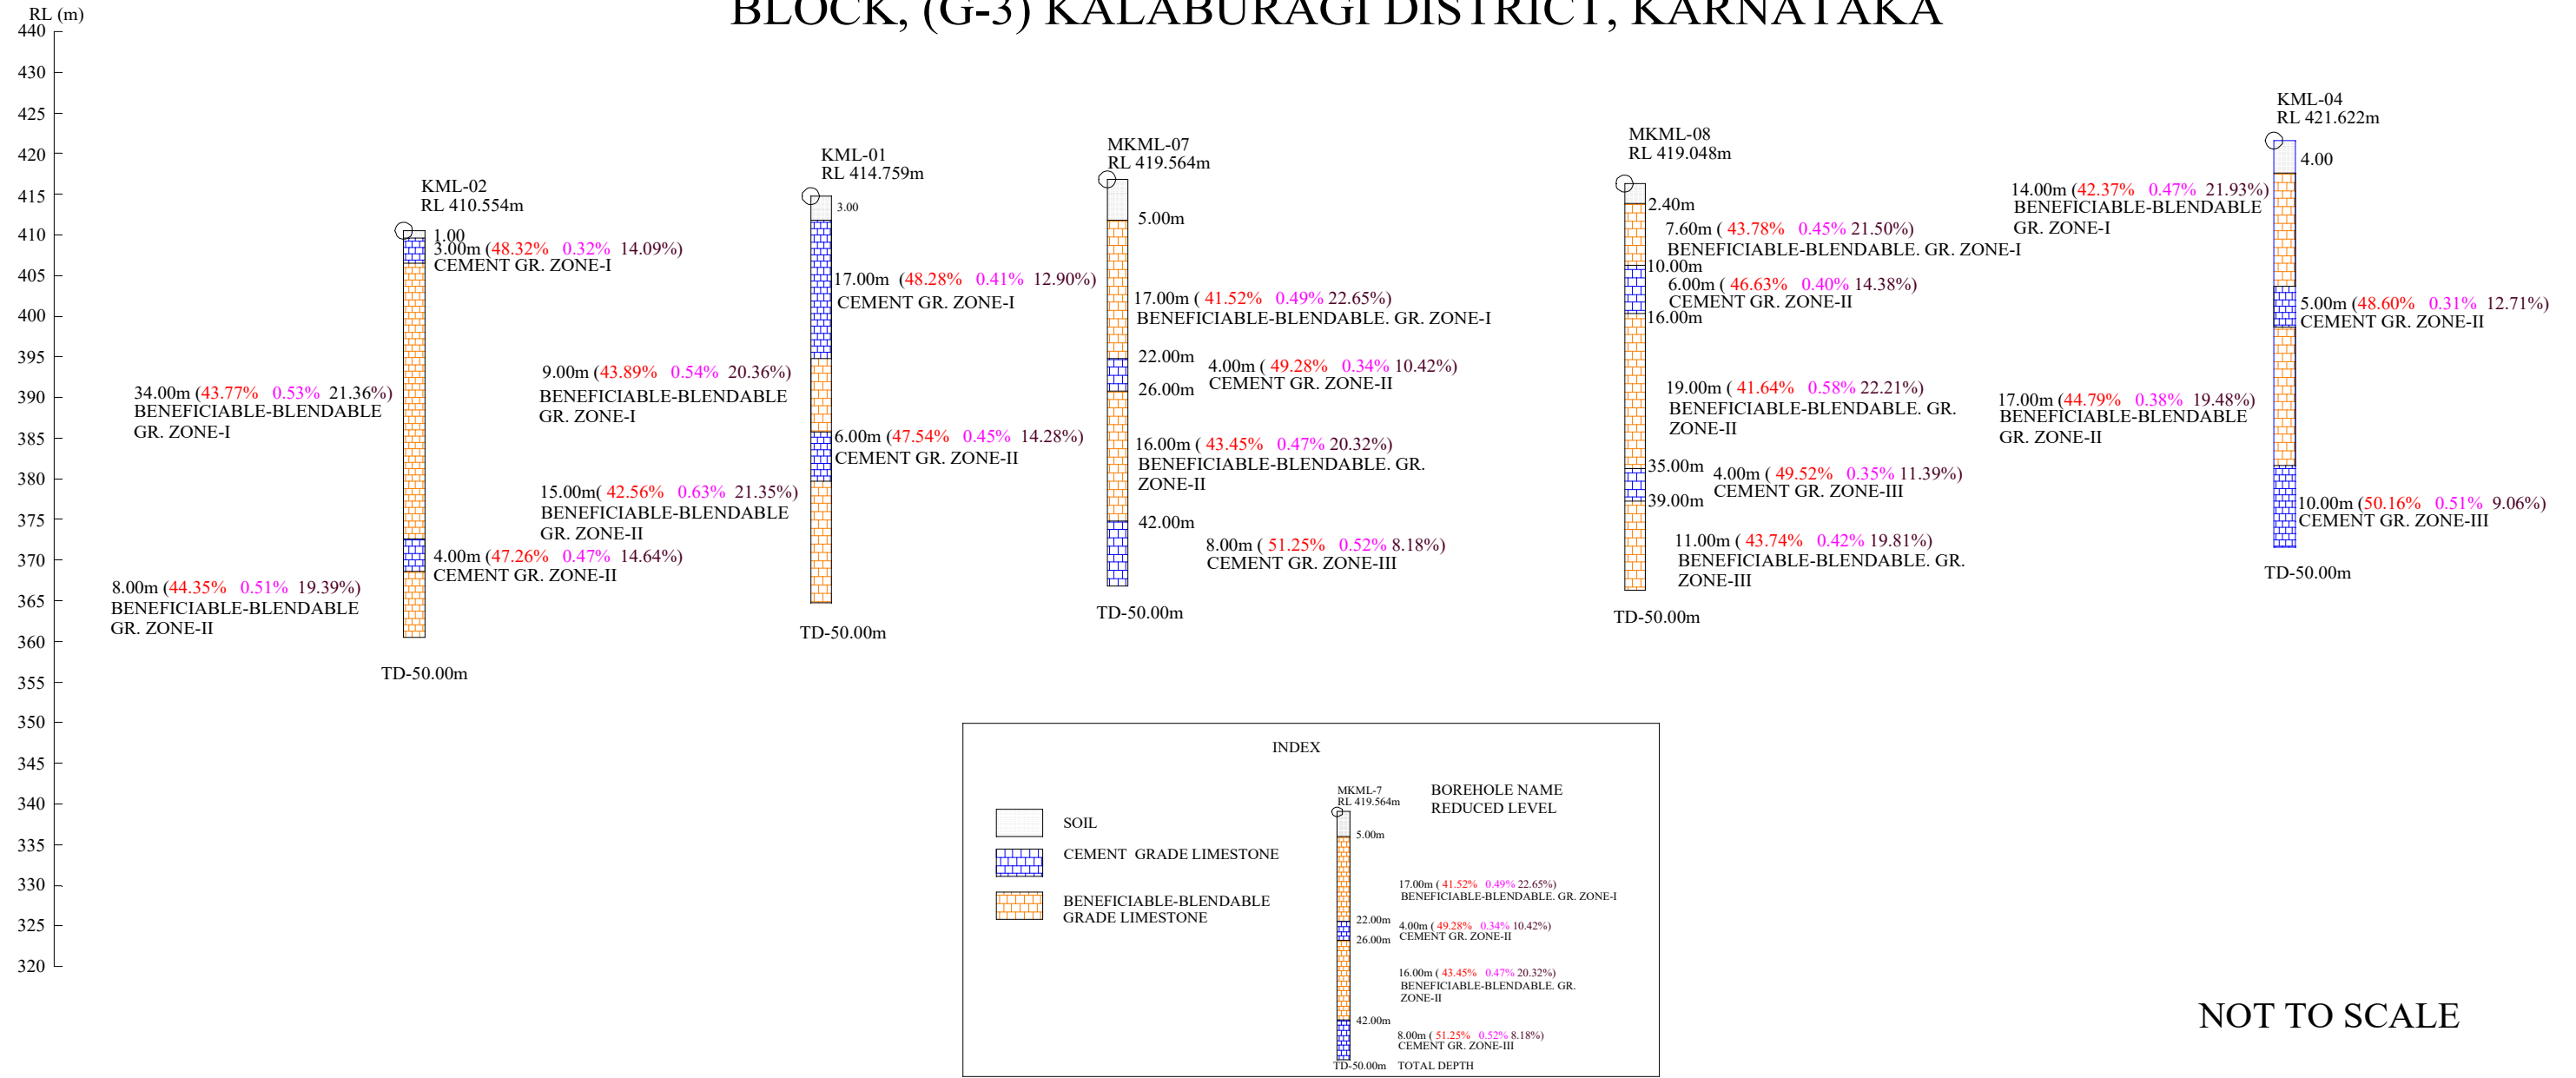 BLOCK, (G-3) KALABURAGI DISTRICT, KARNATAKA
RL (m)
440
430
425
420
415
410
405
400
395
390
385
380
375
370
365
360
355
350
345
340
335
330
325
320
KML-02
RL 410.554m
1.00
3.00m (48.32% 0.32% 14.09%)
CEMENT GR. ZONE-I
34.00m (43.77% 0.53% 21.36%)
BENEFICIABLE-BLENDABLE
GR. ZONE-I
4.00m (47.26% 0.47% 14.64%)
CEMENT GR. ZONE-II
8.00m (44.35% 0.51% 19.39%)
BENEFICIABLE-BLENDABLE
GR. ZONE-II
TD-50.00m
KML-01
RL 414.759m
3.00
17.00m (48.28% 0.41% 12.90%)
CEMENT GR. ZONE-I
9.00m (43.89% 0.54% 20.36%)
BENEFICIABLE-BLENDABLE
GR. ZONE-I
6.00m (47.54% 0.45% 14.28%)
CEMENT GR. ZONE-II
15.00m( 42.56% 0.63% 21.35%)
BENEFICIABLE-BLENDABLE
GR. ZONE-II
TD-50.00m
MKML-07
RL 419.564m
5.00m
17.00m ( 41.52% 0.49% 22.65%)
BENEFICIABLE-BLENDABLE. GR. ZONE-I
22.00m
4.00m ( 49.28% 0.34% 10.42%)
CEMENT GR. ZONE-II
26.00m
16.00m ( 43.45% 0.47% 20.32%)
BENEFICIABLE-BLENDABLE. GR.
ZONE-II
42.00m
8.00m ( 51.25% 0.52% 8.18%)
CEMENT GR. ZONE-III
TD-50.00m
MKML-08
RL 419.048m
2.40m
7.60m ( 43.78% 0.45% 21.50%)
BENEFICIABLE-BLENDABLE. GR. ZONE-I
10.00m
6.00m ( 46.63% 0.40% 14.38%)
CEMENT GR. ZONE-II
16.00m
19.00m ( 41.64% 0.58% 22.21%)
BENEFICIABLE-BLENDABLE. GR.
ZONE-II
35.00m
4.00m ( 49.52% 0.35% 11.39%)
CEMENT GR. ZONE-III
39.00m
11.00m ( 43.74% 0.42% 19.81%)
BENEFICIABLE-BLENDABLE. GR.
ZONE-III
TD-50.00m
KML-04
RL 421.622m
4.00
14.00m (42.37% 0.47% 21.93%)
BENEFICIABLE-BLENDABLE
GR. ZONE-I
5.00m (48.60% 0.31% 12.71%)
CEMENT GR. ZONE-II
17.00m (44.79% 0.38% 19.48%)
BENEFICIABLE-BLENDABLE
GR. ZONE-II
10.00m (50.16% 0.51% 9.06%)
CEMENT GR. ZONE-III
TD-50.00m
INDEX
SOIL
CEMENT GRADE LIMESTONE
BENEFICIABLE-BLENDABLE
GRADE LIMESTONE
MKML-7
RL 419.564m
BOREHOLE NAME
REDUCED LEVEL
5.00m
17.00m ( 41.52% 0.49% 22.65%)
BENEFICIABLE-BLENDABLE. GR. ZONE-I
22.00m
4.00m ( 49.28% 0.34% 10.42%)
CEMENT GR. ZONE-II
26.00m
16.00m ( 43.45% 0.47% 20.32%)
BENEFICIABLE-BLENDABLE. GR.
ZONE-II
42.00m
8.00m ( 51.25% 0.52% 8.18%)
CEMENT GR. ZONE-III
TD-50.00m TOTAL DEPTH
NOT TO SCALE